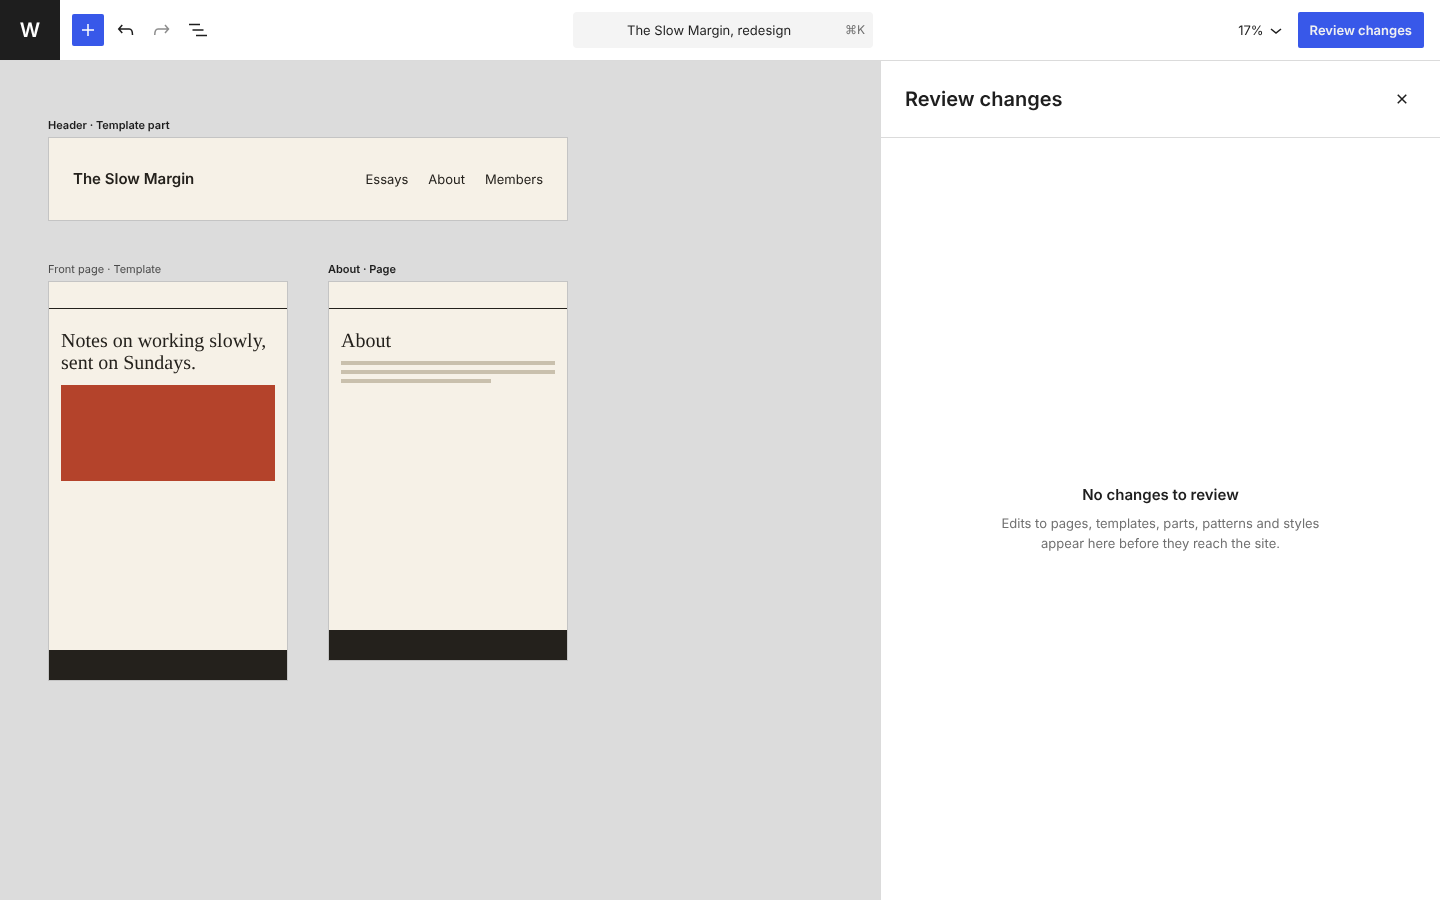 W
The Slow Margin, redesign ⌘K
17%
Review changes
Review changes
Header · Template part
The Slow Margin
Essays About Members
Front page · Template
Notes on working slowly,
sent on Sundays.
About · Page
About
No changes to review
Edits to pages, templates, parts, patterns and styles
appear here before they reach the site.